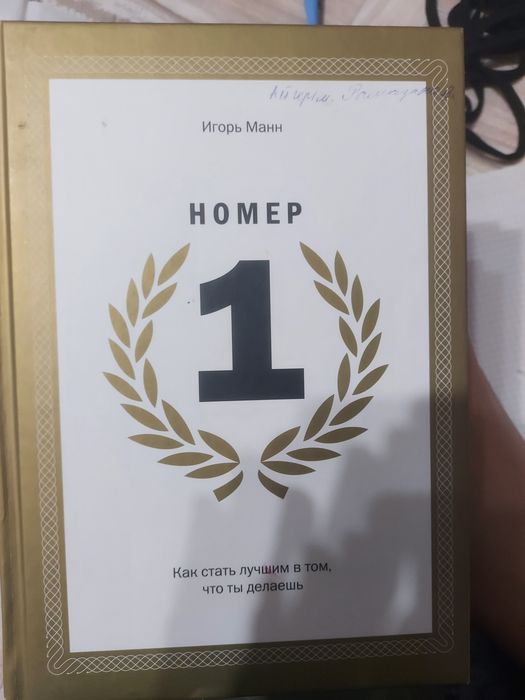 Игорь Манн
НОМЕР
1
Как стать лучшим в том,
что ты делаешь